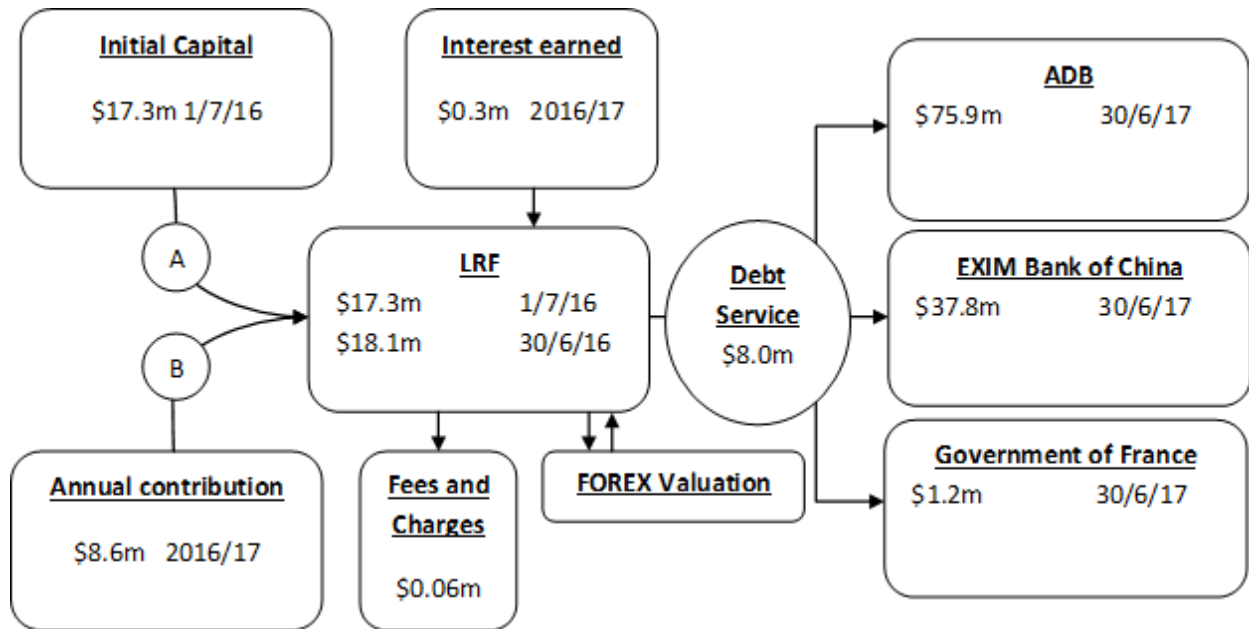 Initial Capital
$17.3m 1/7/16
Interest earned
$0.3m 2016/17
ADB
$75.9m 30/6/17
A
LRF
$17.3m 1/7/16
$18.1m 30/6/16
Debt
Service
$8.0m
EXIM Bank of China
$37.8m 30/6/17
B
Annual contribution
$8.6m 2016/17
Fees and
Charges
$0.06m
FOREX Valuation
Government of France
$1.2m 30/6/17